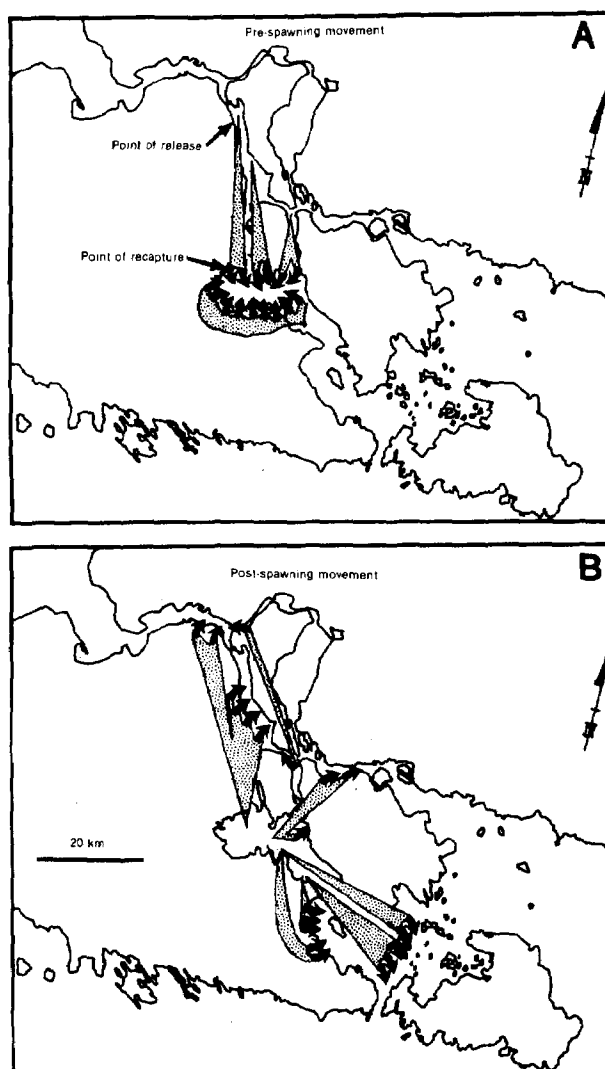 Pre-spawning movement
A
Point of release
N
Point of recapture
Post-spawning movement
B
N
20 km